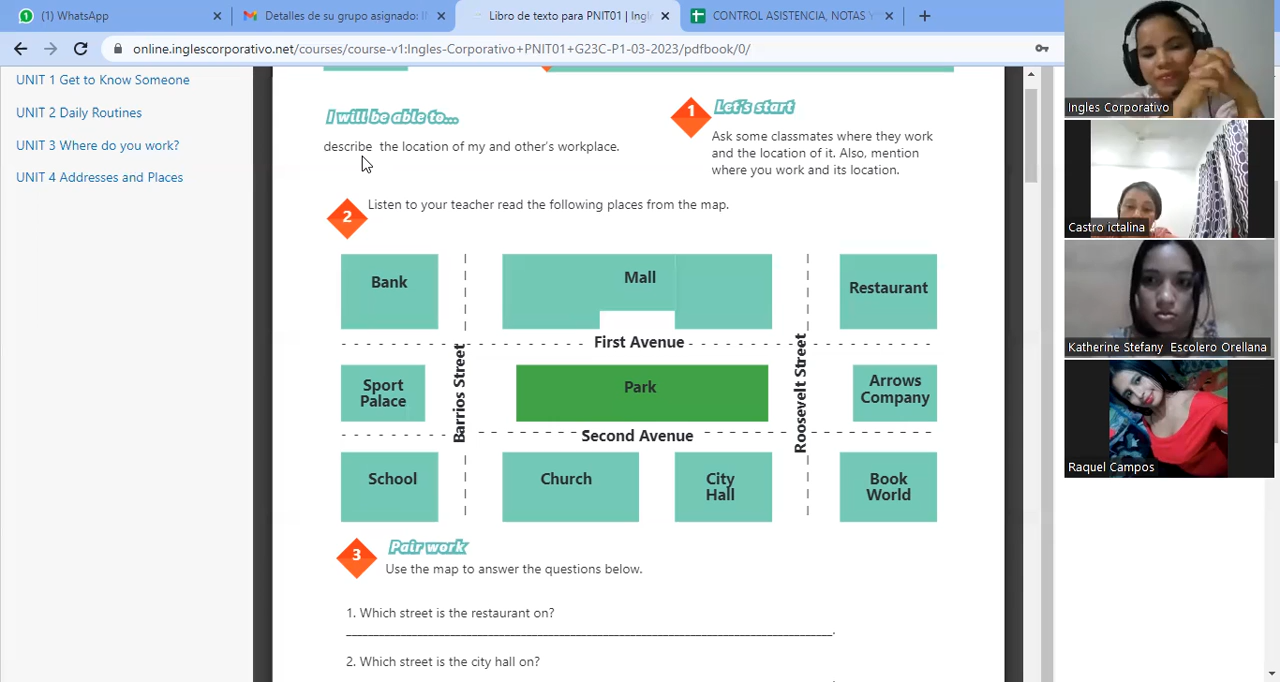 (1) WhatsApp
Detalles de su grupo asignado: I
Libro de texto para PNIT01 | Ingle
CONTROL ASISTENCIA, NOTAS Y
online.inglescorporativo.net/courses/course-v1:Ingles-Corporativo+PNIT01+G23C-P1-03-2023/pdfbook/0/
UNIT 1 Get to Know Someone
UNIT 2 Daily Routines
UNIT 3 Where do you work?
UNIT 4 Addresses and Places
I will be able to...
describe the location of my and other's workplace.
1
Let's start
Ask some classmates where they work
and the location of it. Also, mention
where you work and its location.
2
Listen to your teacher read the following places from the map.
Bank
Mall
Restaurant
First Avenue
Barrios Street
Roosevelt Street
Sport
Palace
Park
Arrows
Company
Second Avenue
School
Church
City
Hall
Book
World
3
Pair work
Use the map to answer the questions below.
1. Which street is the restaurant on?
2. Which street is the city hall on?
Ingles Corporativo
Castro ictalina
Katherine Stefany Escolero Orellana
Raquel Campos